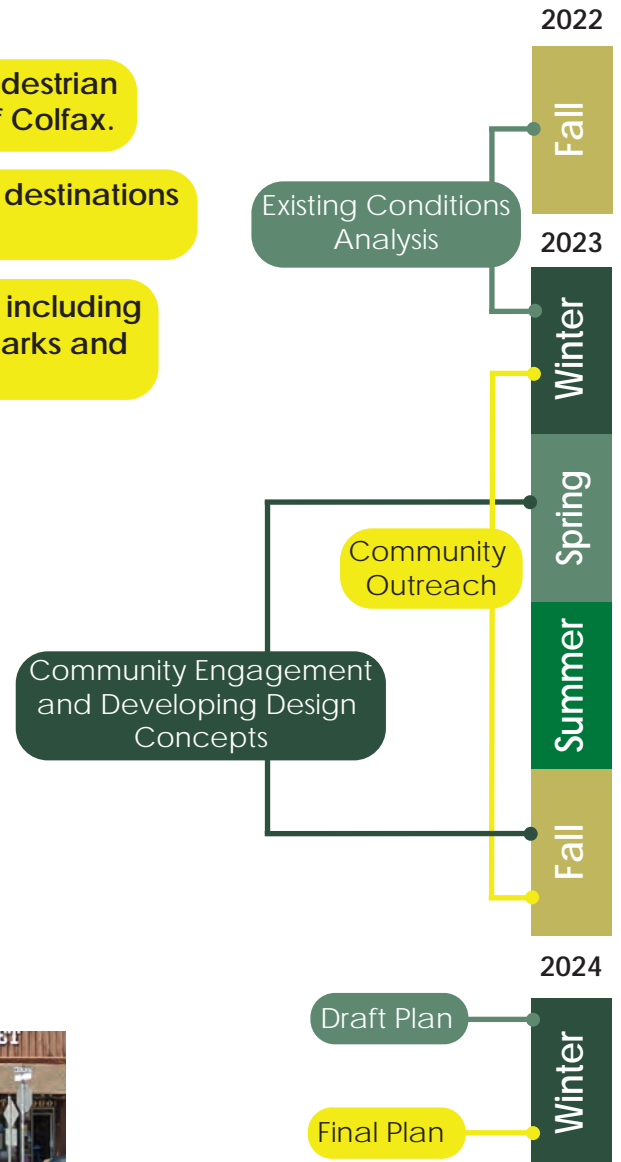 destrian
Colfax.
destinations
including
arks and
2022
Fall
Existing Conditions
Analysis
2023
Winter
Spring
Community
Outreach
Summer
Community Engagement
and Developing Design
Concepts
Fall
2024
Draft Plan
Winter
Final Plan